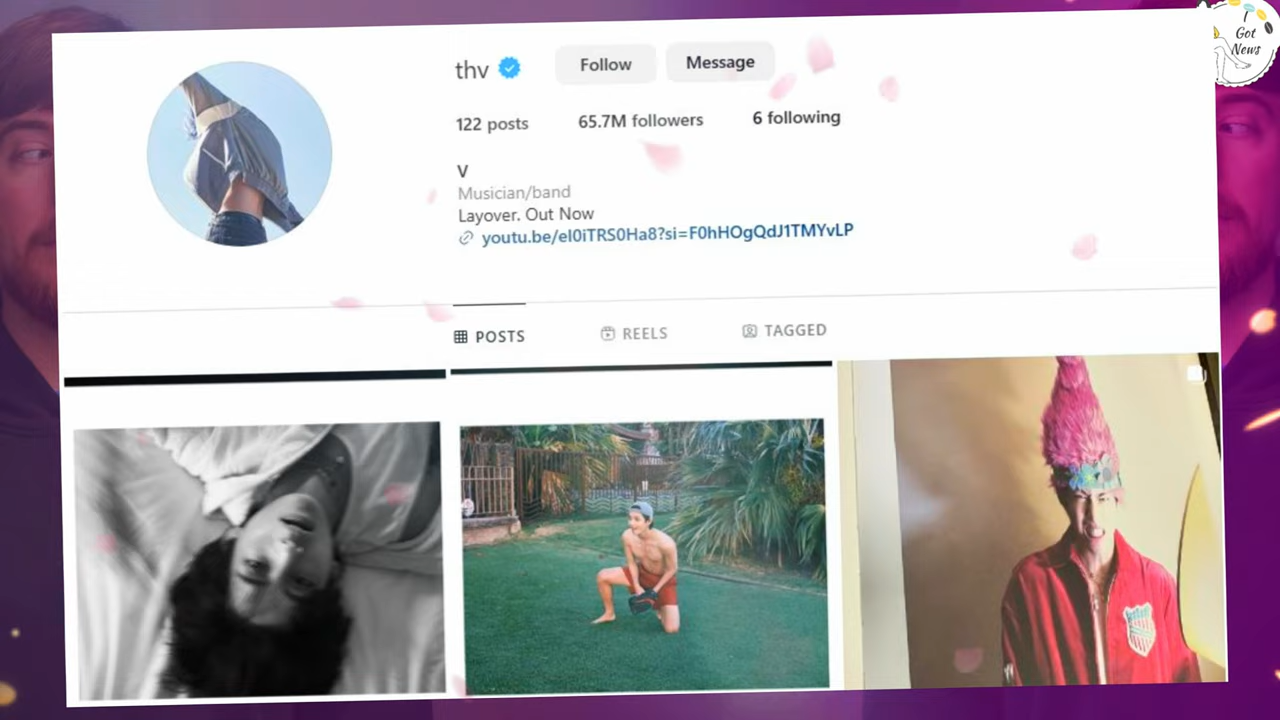 I
Got
News
thv
Follow
Message
122 posts
65.7M followers
6 following
V
Musician/band
Layover. Out Now
youtu.be/eI0iTRS0Ha8?si=F0hHOgQdJ1TMYvLP
POSTS
REELS
TAGGED